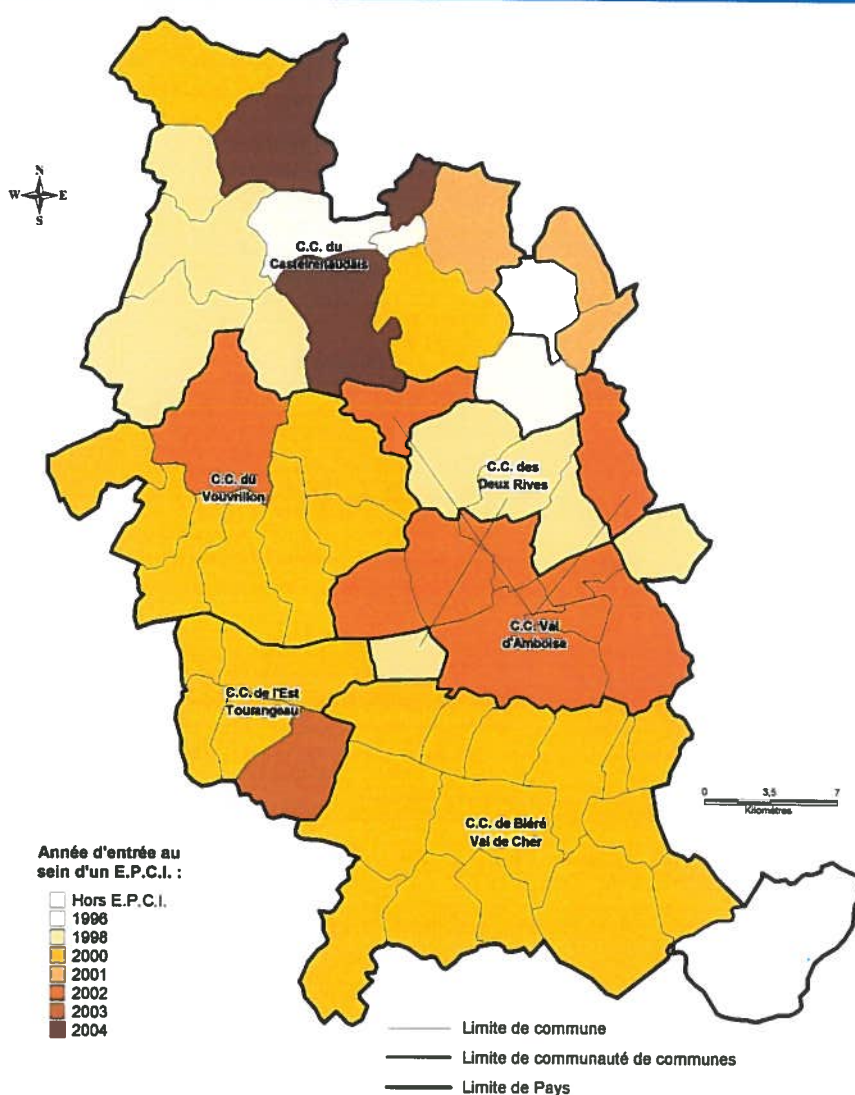 N
W E
S
C.C. du
Castelrenaudais
C.C. des
Deux Rives
C.C. du
Vouvrillon
C.C. Val
d'Amboise
C.C. de l'Est
Tourangeau
0 3,5 7
Kilomètres
C.C. de Bléré
Val de Cher
Année d'entrée au
sein d'un E.P.C.I. :
Hors E.P.C.I.
1996
1998
2000
2001
2002
2003
2004
Limite de commune
Limite de communauté de communes
Limite de Pays